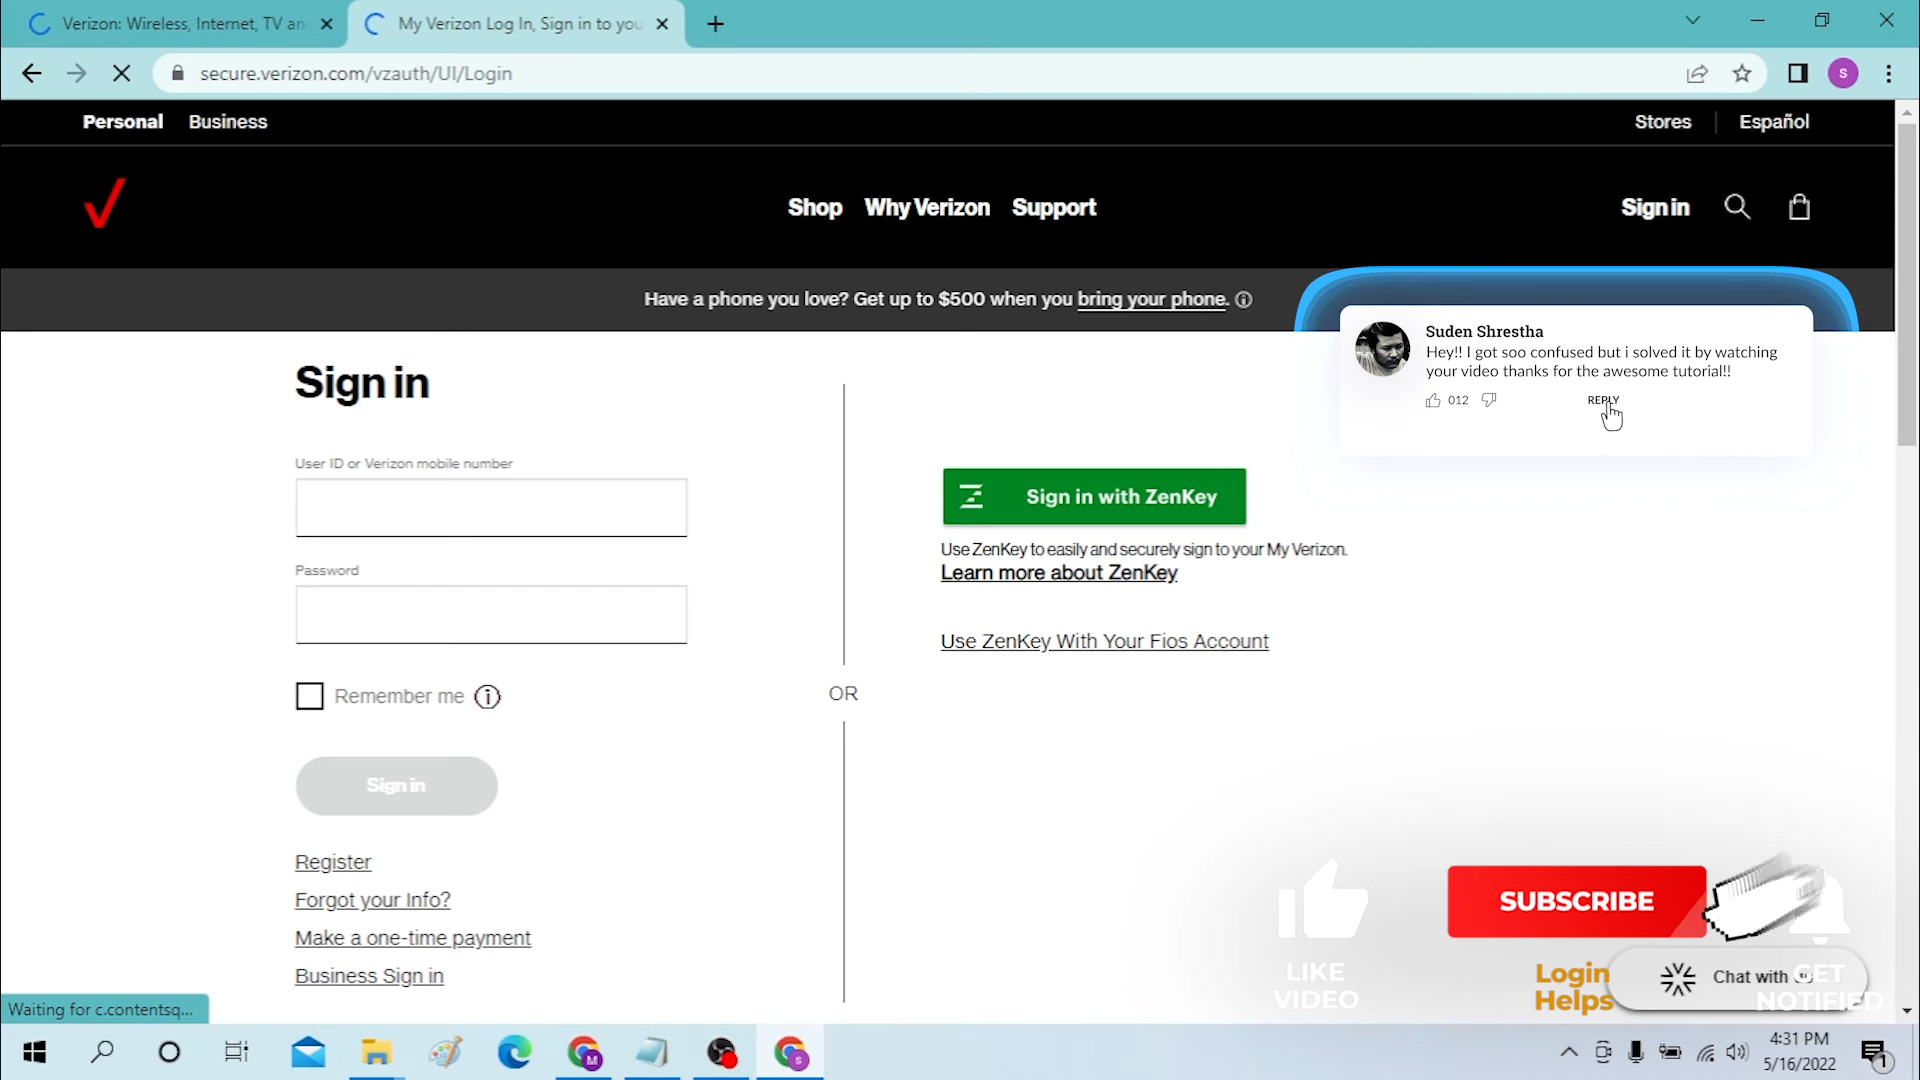 Verizon: Wireless, Internet, TV an
My Verizon Log In, Sign in to you
secure.verizon.com/vzauth/UI/Login
S
Personal Business
Stores Español
Shop Why Verizon Support
Sign in
Have a phone you love? Get up to $500 when you bring your phone.
Suden Shrestha
Hey!! I got soo confused but i solved it by watching
your video thanks for the awesome tutorial!!
012
REPLY
Sign in
User ID or Verizon mobile number
Password
Remember me
Sign in
Register
Forgot your Info?
Make a one-time payment
Business Sign in
OR
Sign in with ZenKey
Use ZenKey to easily and securely sign to your My Verizon.
Learn more about ZenKey
Use ZenKey With Your Fios Account
SUBSCRIBE
LIKE
VIDEO
Login
Helps
Chat with
GET
NOTIFIED
Waiting for c.contentsq...
M
S
4:31 PM
5/16/2022
1